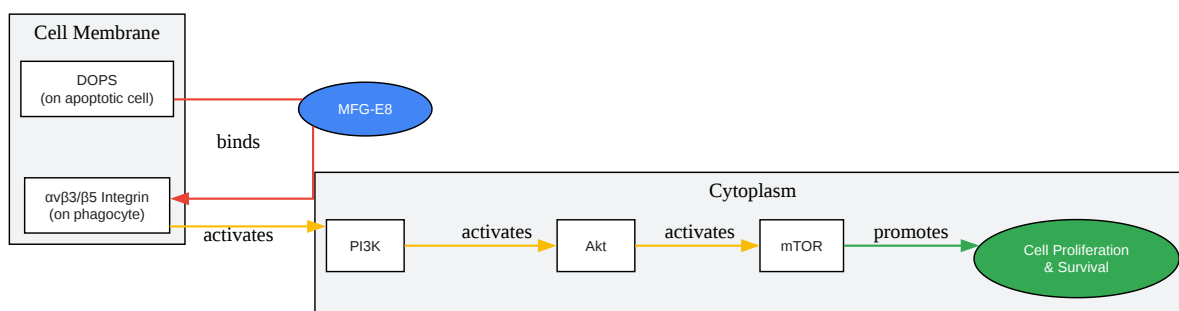 Cell Membrane
DOPS
(on apoptotic cell)
MFG-E8
binds
αvβ3/β5 Integrin
(on phagocyte)
activates
Cytoplasm
PI3K
activates
Akt
activates
mTOR
promotes
Cell Proliferation
& Survival